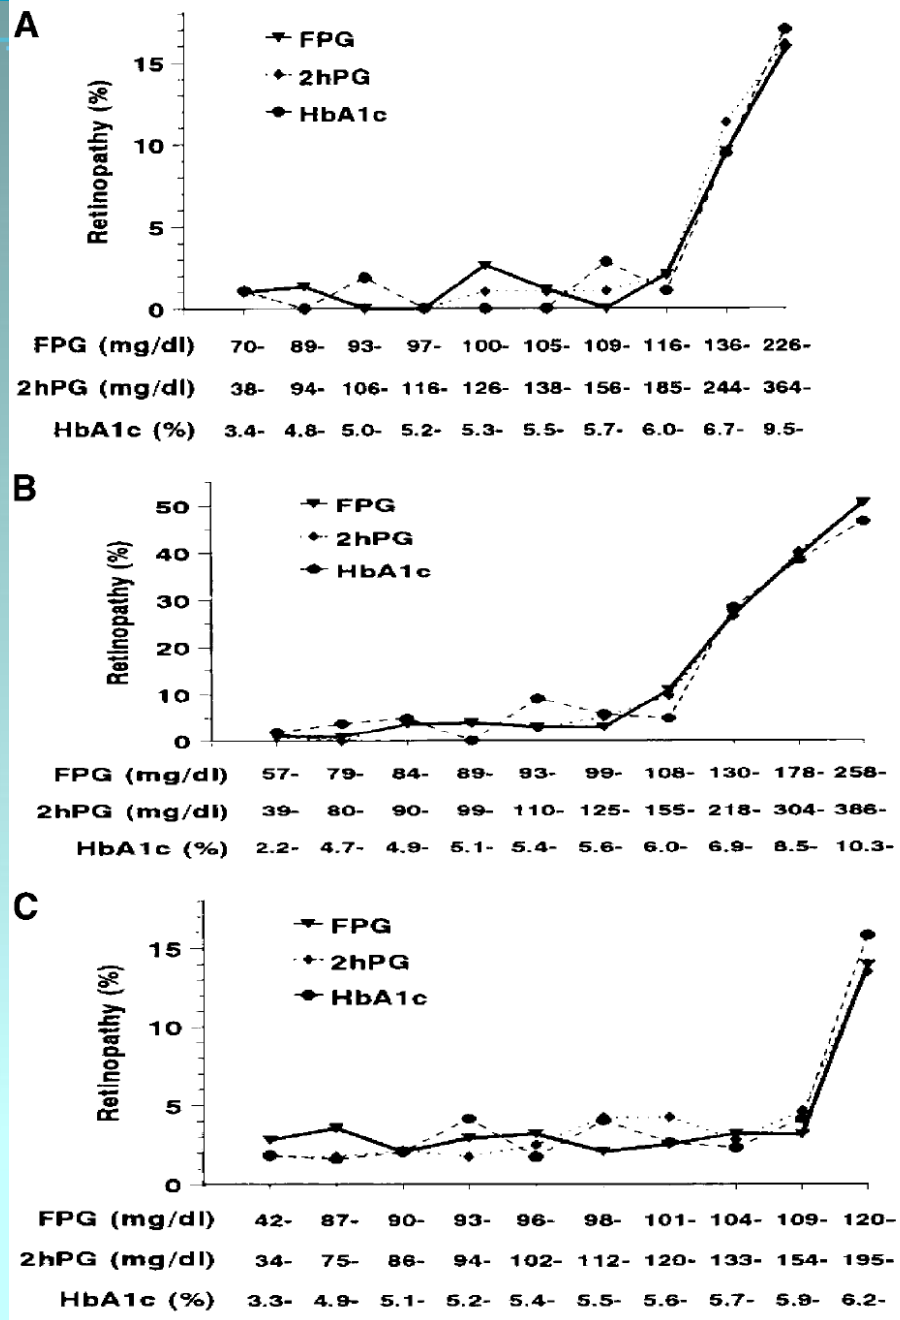 A
FPG
2hPG
HbA1c
Retinopathy (%)
15
10
5
0
FPG (mg/dl) 70- 89- 93- 97- 100- 105- 109- 116- 136- 226-
2hPG (mg/dl) 38- 94- 106- 116- 126- 138- 156- 185- 244- 364-
HbA1c (%) 3.4- 4.8- 5.0- 5.2- 5.3- 5.5- 5.7- 6.0- 6.7- 9.5-
B
FPG
2hPG
HbA1c
Retinopathy (%)
50
40
30
20
10
0
FPG (mg/dl) 57- 79- 84- 89- 93- 99- 108- 130- 178- 258-
2hPG (mg/dl) 39- 80- 90- 99- 110- 125- 155- 218- 304- 386-
HbA1c (%) 2.2- 4.7- 4.9- 5.1- 5.4- 5.6- 6.0- 6.9- 8.5- 10.3-
C
FPG
2hPG
HbA1c
Retinopathy (%)
15
10
5
0
FPG (mg/dl) 42- 87- 90- 93- 96- 98- 101- 104- 109- 120-
2hPG (mg/dl) 34- 75- 86- 94- 102- 112- 120- 133- 154- 195-
HbA1c (%) 3.3- 4.9- 5.1- 5.2- 5.4- 5.5- 5.6- 5.7- 5.9- 6.2-